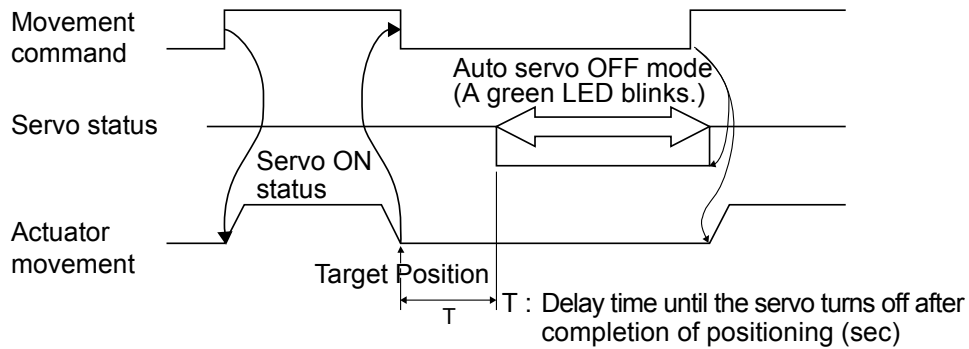 Movement
command
Auto servo OFF mode
(A green LED blinks.)
Servo status
Servo ON
status
Actuator
movement
Target Position
T
T : Delay time until the servo turns off after
completion of positioning (sec)